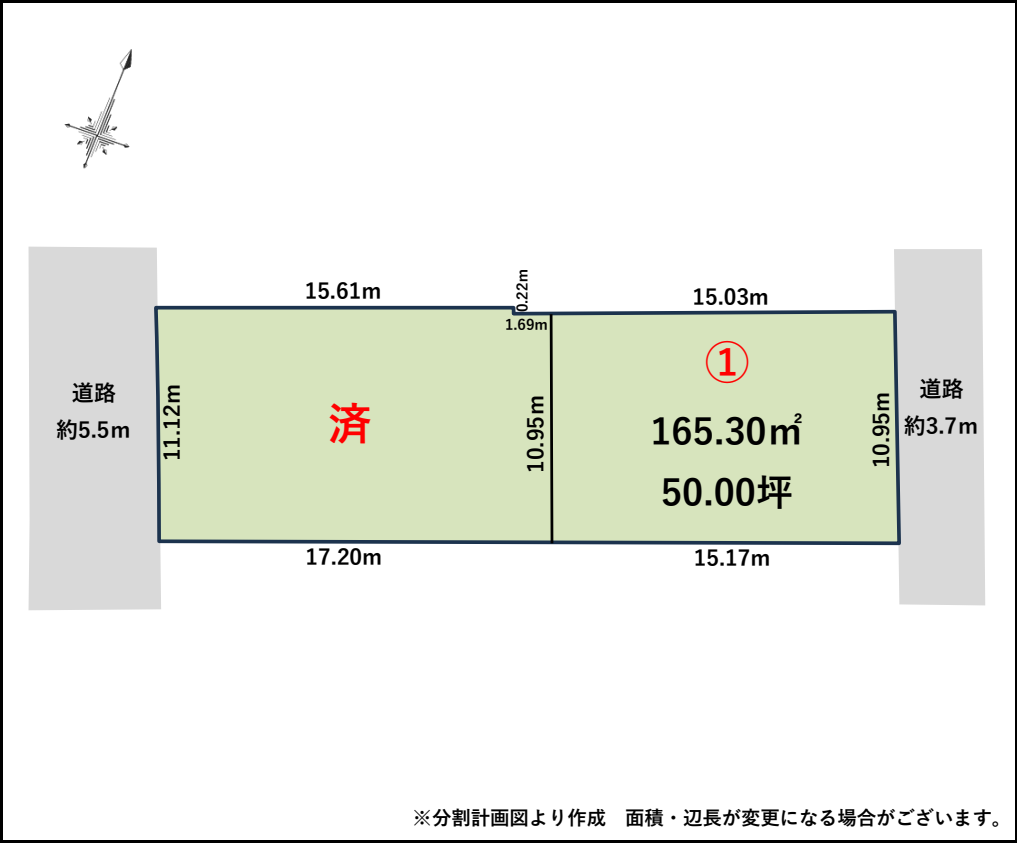 15.61m
0.22m
1.69m
15.03m
①
道路
約5.5m
11.12m
済
10.95m
165.30㎡
50.00坪
10.95m
道路
約3.7m
17.20m
15.17m
※分割計画図より作成　面積・辺長が変更になる場合がございます。